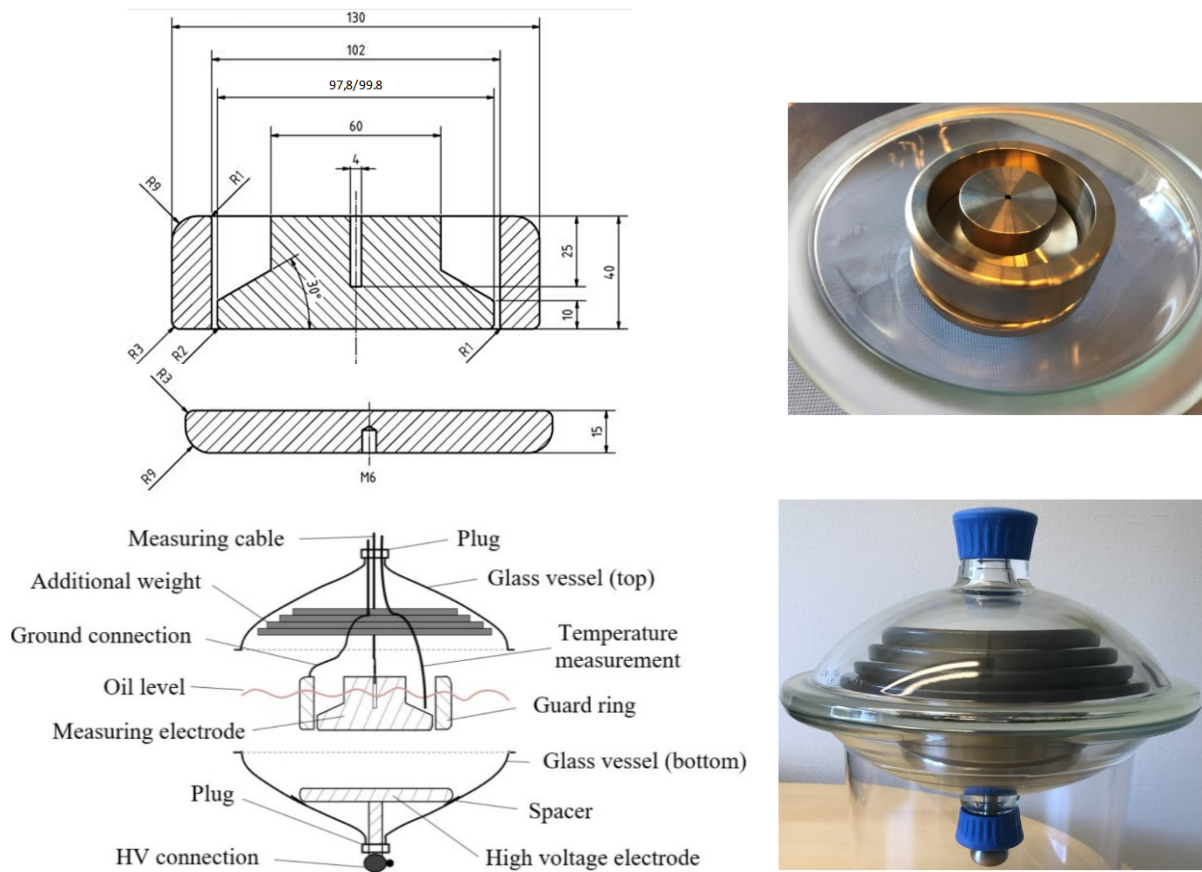 130
102
97,8/99.8
60
4
R9
R1
25
40
30°
10
R3
R2
R1
R3
15
R9
M6
Measuring cable
Plug
Additional weight
Glass vessel (top)
Ground connection
Temperature
measurement
Oil level
Guard ring
Measuring electrode
Glass vessel (bottom)
Plug
Spacer
HV connection
High voltage electrode